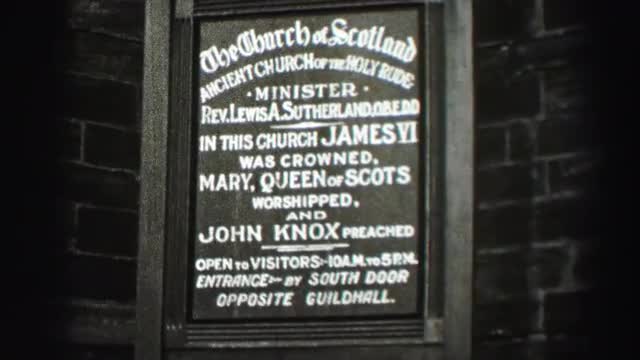 The Church of Scotland
ANCIENT CHURCH OF THE HOLY RUDE
· MINISTER ·
REV. LEWIS A. SUTHERLAND, O.B.E. D.D.
IN THIS CHURCH JAMES VI
WAS CROWNED,
MARY, QUEEN OF SCOTS
WORSHIPPED,
AND
JOHN KNOX PREACHED
OPEN TO VISITORS:- 10 A.M. TO 5 P.M.
ENTRANCE:- BY SOUTH DOOR
OPPOSITE GUILDHALL.